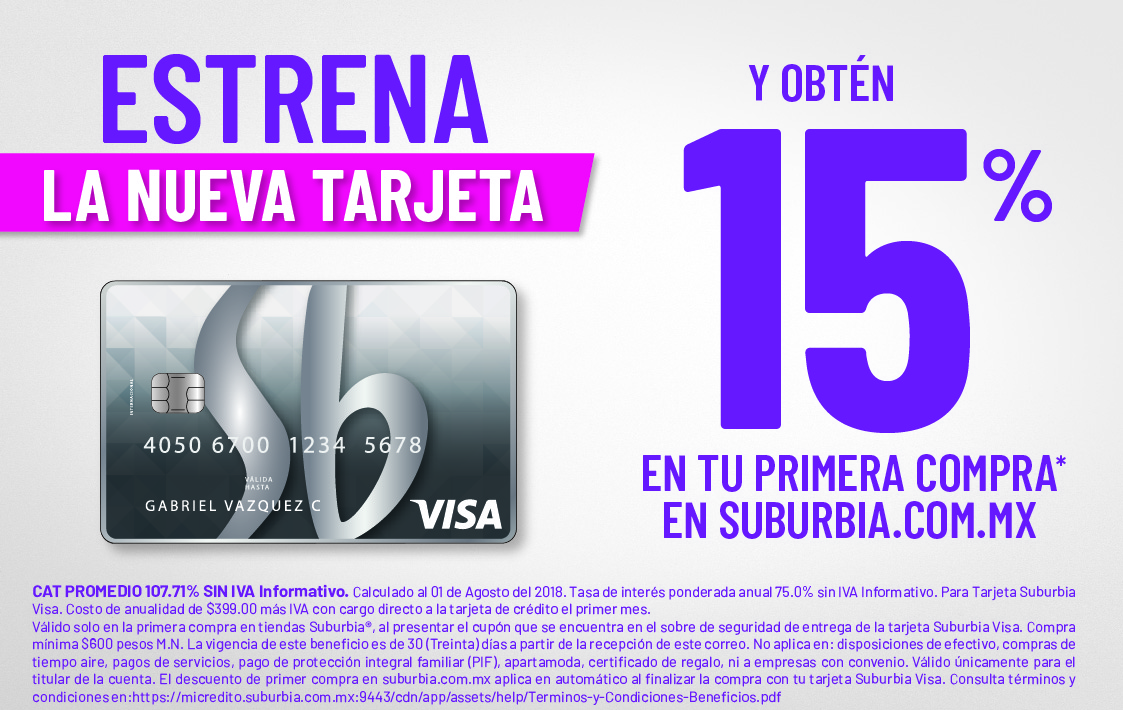 ESTRENA
LA NUEVA TARJETA
Sb
INTERNACIONAL
4050 6700 1234 5678
VÁLIDA
HASTA
GABRIEL VAZQUEZ C
VISA
Y OBTÉN
15%
EN TU PRIMERA COMPRA*
EN SUBURBIA.COM.MX
CAT PROMEDIO 107.71% SIN IVA Informativo. Calculado al 01 de Agosto del 2018. Tasa de interés ponderada anual 75.0% sin IVA Informativo. Para Tarjeta Suburbia
Visa. Costo de anualidad de $399.00 más IVA con cargo directo a la tarjeta de crédito el primer mes.
Válido solo en la primera compra en tiendas Suburbia®, al presentar el cupón que se encuentra en el sobre de seguridad de entrega de la tarjeta Suburbia Visa. Compra
mínima $600 pesos M.N. La vigencia de este beneficio es de 30 (Treinta) días a partir de la recepción de este correo. No aplica en: disposiciones de efectivo, compras de
tiempo aire, pagos de servicios, pago de protección integral familiar (PIF), apartamoda, certificado de regalo, ni a empresas con convenio. Válido únicamente para el
titular de la cuenta. El descuento de primer compra en suburbia.com.mx aplica en automático al finalizar la compra con tu tarjeta Suburbia Visa. Consulta términos y
condiciones en:https://micredito.suburbia.com.mx:9443/cdn/app/assets/help/Terminos-y-Condiciones-Beneficios.pdf